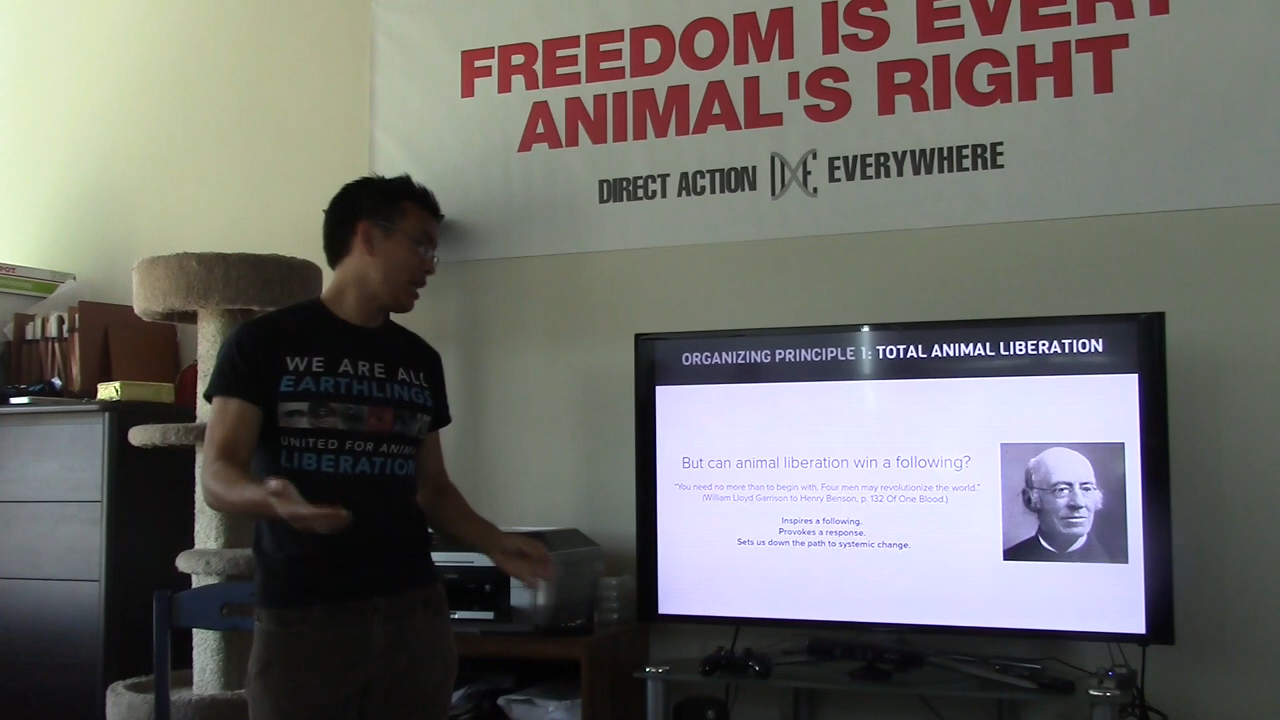 FREEDOM IS EVERY
ANIMAL'S RIGHT
DIRECT ACTION DXE EVERYWHERE
WE ARE ALL
EARTHLINGS
UNITED FOR ANIMAL
LIBERATION
ORGANIZING PRINCIPLE 1: TOTAL ANIMAL LIBERATION
But can animal liberation win a following?
"You need no more than to begin with. Four men may revolutionize the world."
(William Lloyd Garrison to Henry Benson, p. 132 Of One Blood.)
Inspires a following.
Provokes a response.
Sets us down the path to systemic change.